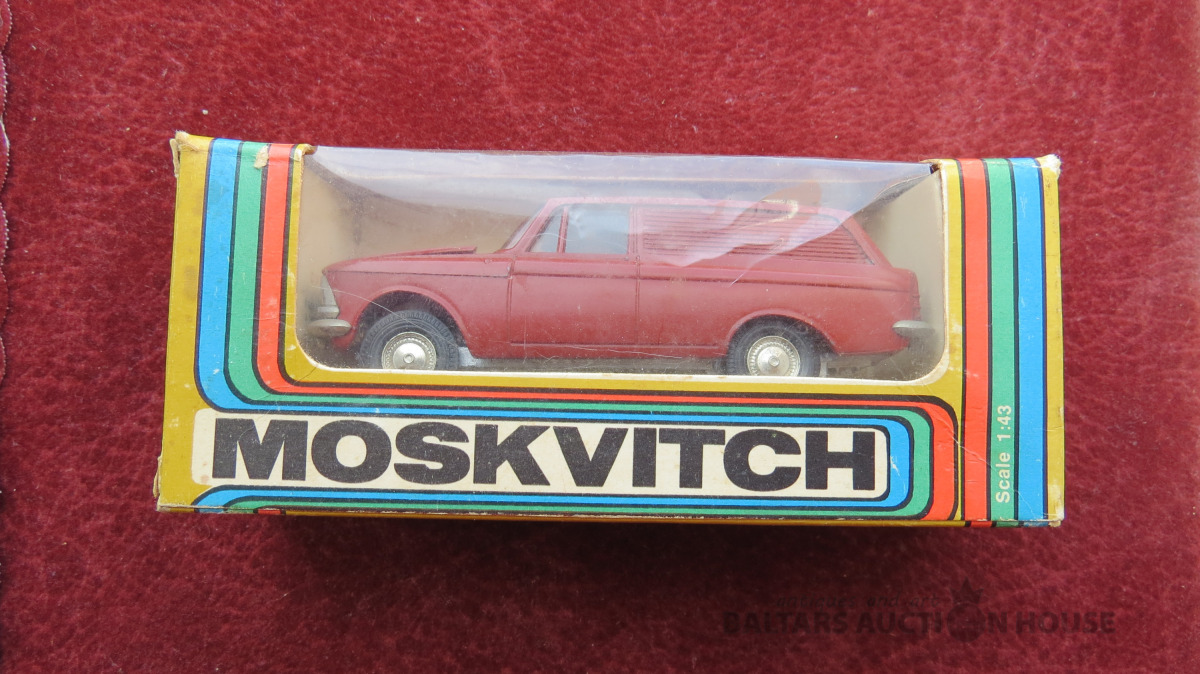 MOSKVITCH
Scale 1:43
BALTARS AUCTION HOUSE